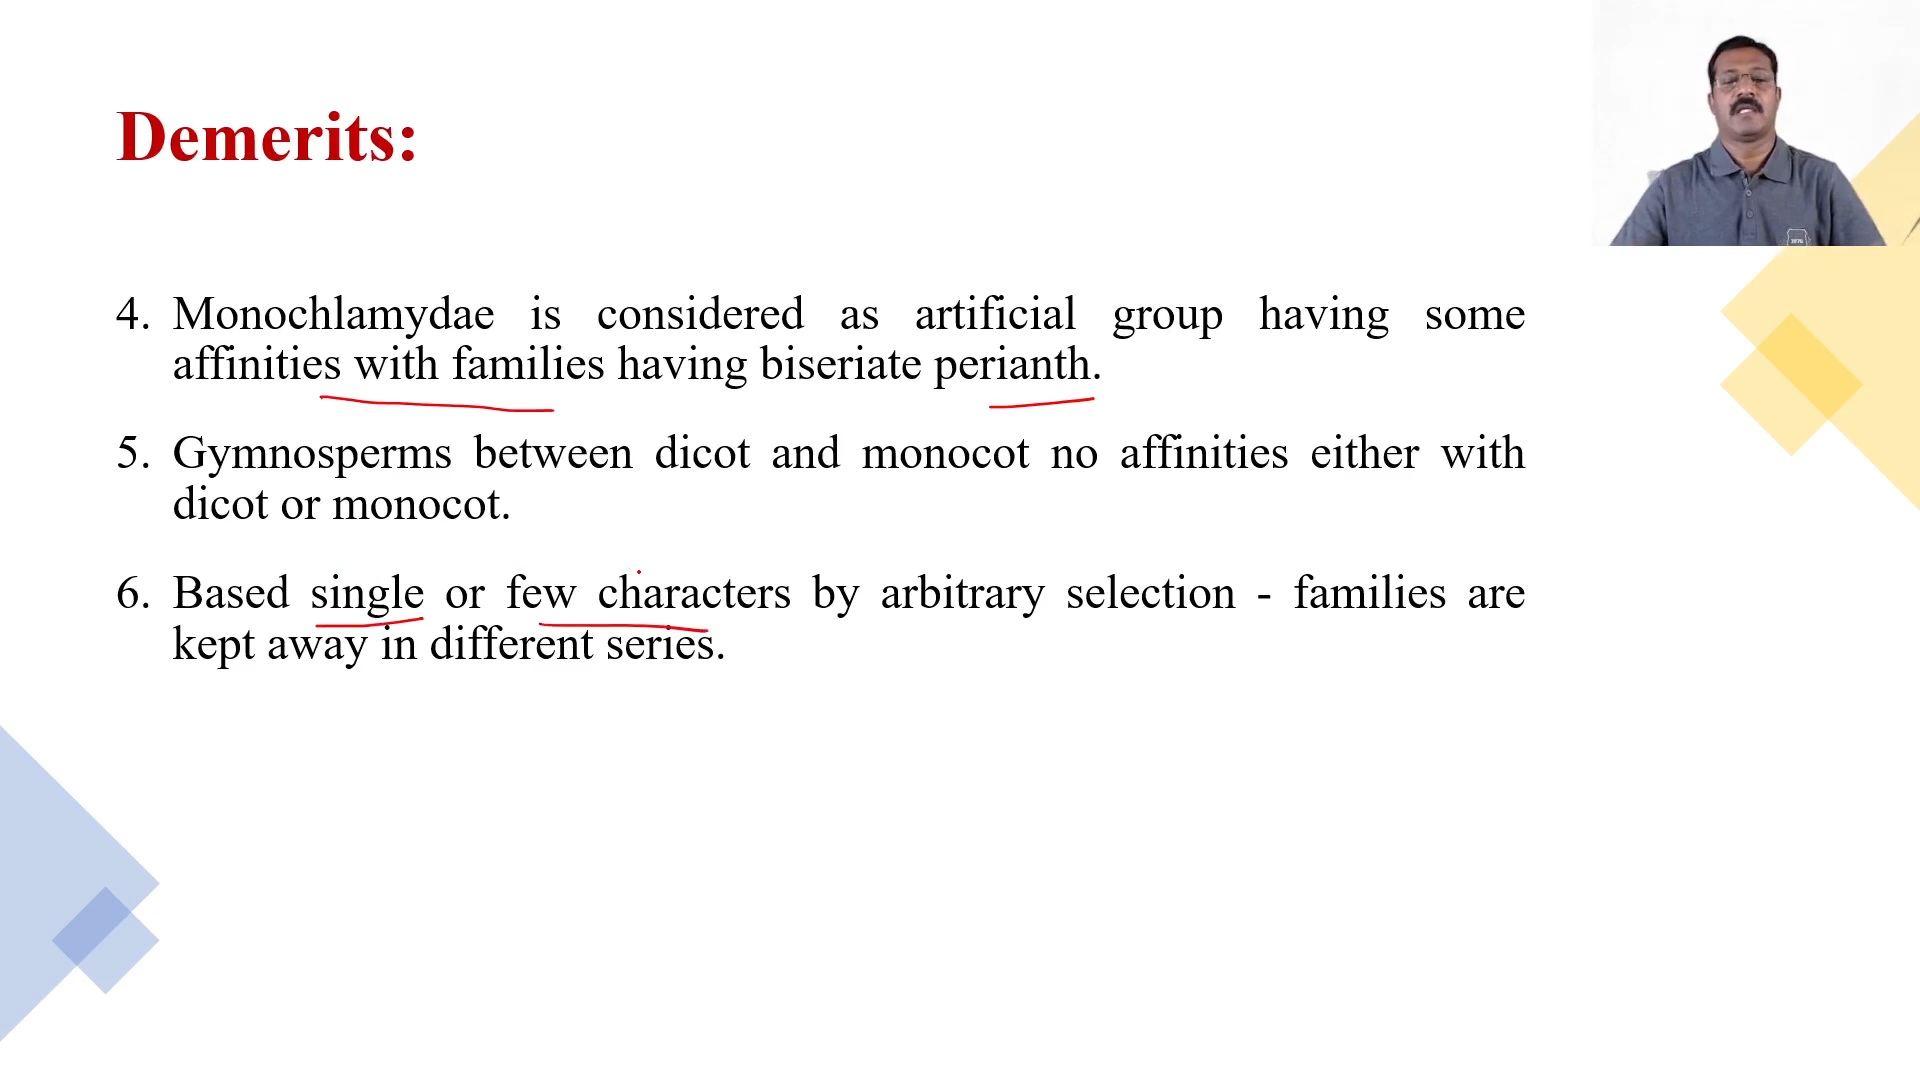 Demerits:
4. Monochlamydae is considered as artificial group having some
affinities with families having biseriate perianth.
5. Gymnosperms between dicot and monocot no affinities either with
dicot or monocot.
6. Based single or few characters by arbitrary selection - families are
kept away in different series.